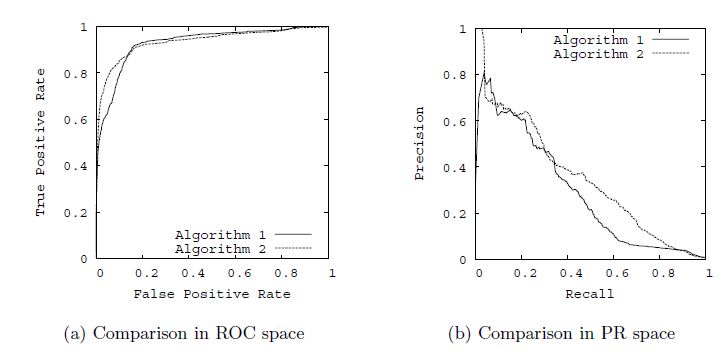 1
0.8
0.6
0.4
0.2
0
0 0.2 0.4 0.6 0.8 1
True Positive Rate
False Positive Rate
Algorithm 1
Algorithm 2
(a) Comparison in ROC space
1
0.8
0.6
0.4
0.2
0
0 0.2 0.4 0.6 0.8 1
Precision
Recall
Algorithm 1
Algorithm 2
(b) Comparison in PR space